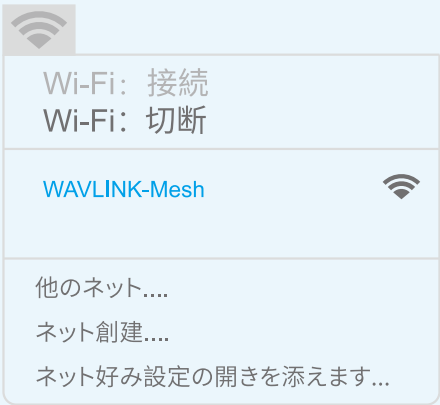 Wi-Fi： 接続
Wi-Fi： 切断
WAVLINK-Mesh
他のネット....
ネット創建....
ネット好み設定の開きを添えます...